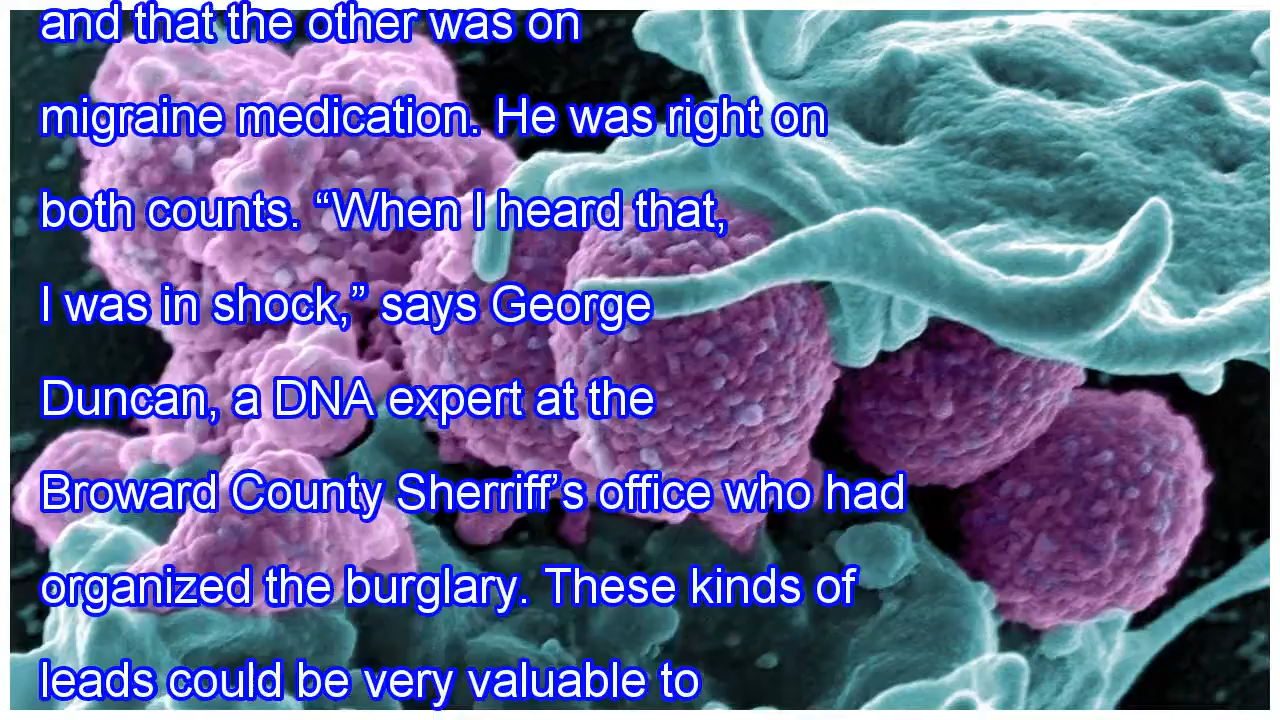 and that the other was on
migraine medication. He was right on
both counts. “When I heard that,
I was in shock,” says George
Duncan, a DNA expert at the
Broward County Sherriff’s office who had
organized the burglary. These kinds of
leads could be very valuable to